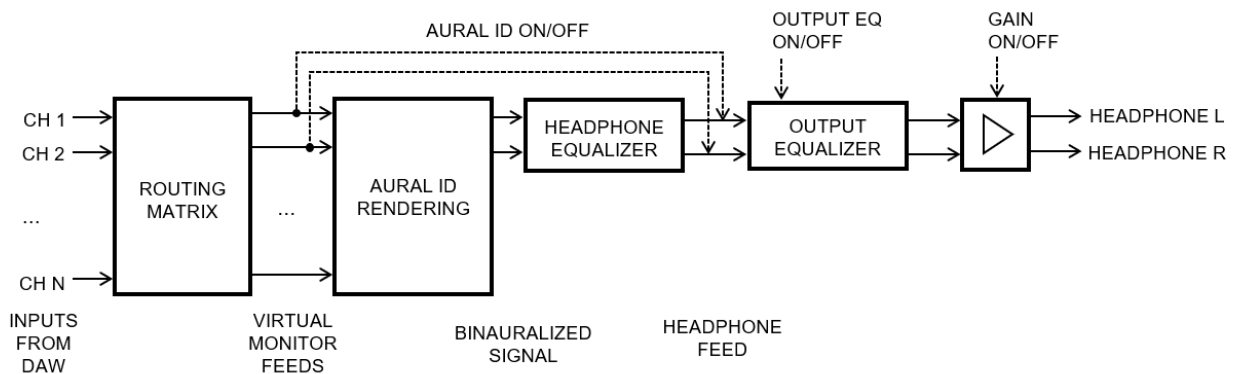 AURAL ID ON/OFF
OUTPUT EQ
ON/OFF
GAIN
ON/OFF
CH 1
CH 2
...
CH N
ROUTING
MATRIX
...
AURAL ID
RENDERING
HEADPHONE
EQUALIZER
OUTPUT
EQUALIZER
HEADPHONE L
HEADPHONE R
INPUTS
FROM
DAW
VIRTUAL
MONITOR
FEEDS
BINAURALIZED
SIGNAL
HEADPHONE
FEED